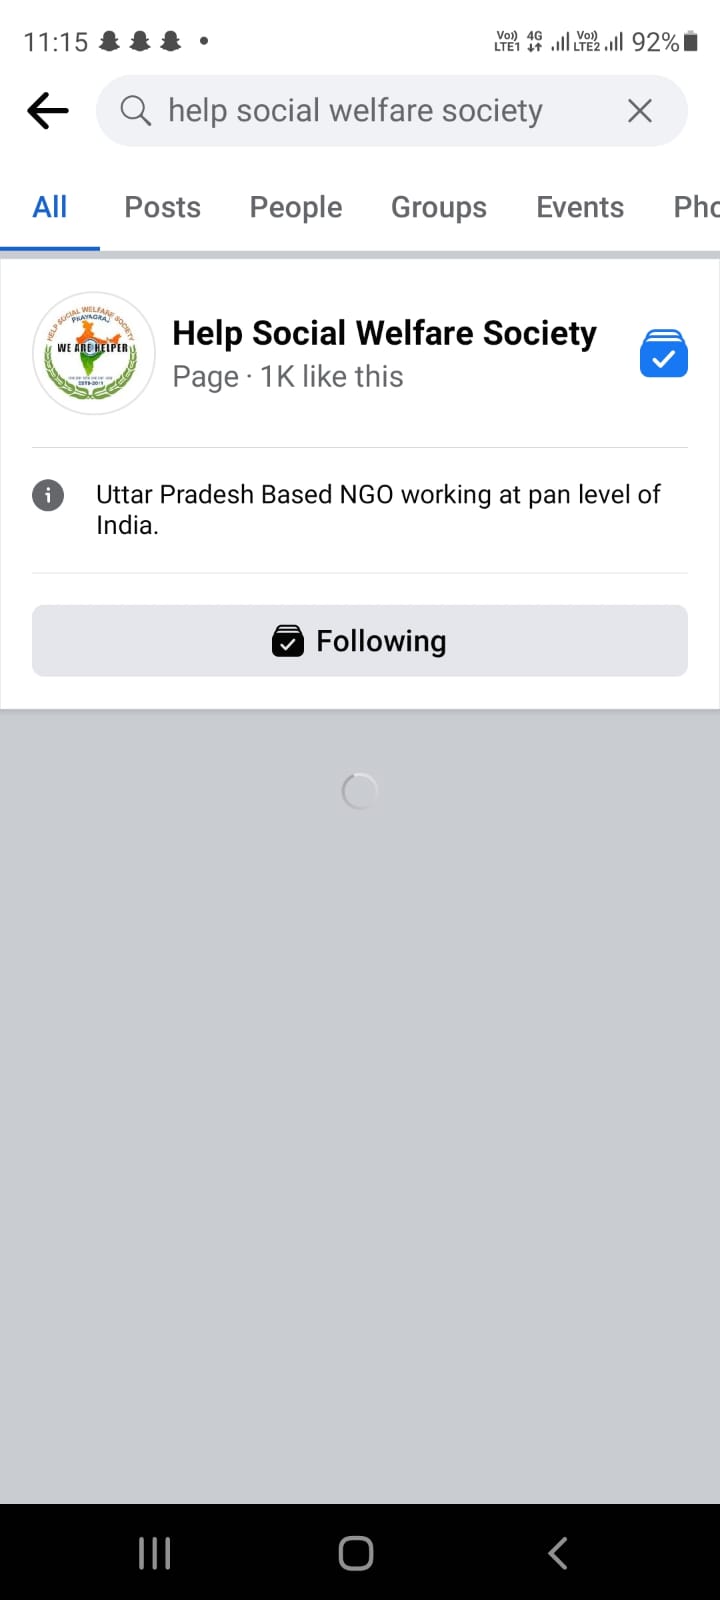 11:15
Vo)) 4G Vo)) 92%
LTE1 LTE2
help social welfare society
All Posts People Groups Events Pho
HELP SOCIAL WELFARE SOCIETY
PRAYAGRAJ
WE ARE HELPER
ESTD-2019
Help Social Welfare Society
Page · 1K like this
Uttar Pradesh Based NGO working at pan level of
India.
Following